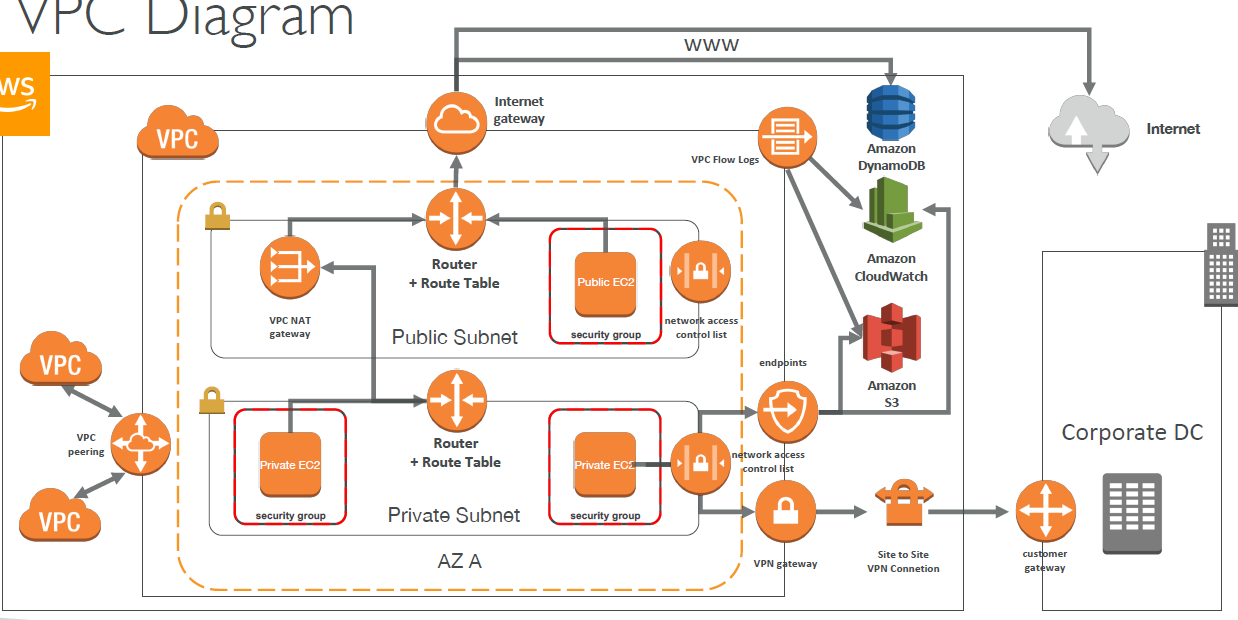 VPC Diagram
WS
www
Internet
gateway
VPC
VPC Flow Logs
Amazon
DynamoDB
Internet
Router
+ Route Table
Public EC2
Amazon
CloudWatch
VPC NAT
gateway
Public Subnet
security group
network access
control list
VPC
endpoints
Amazon
S3
VPC
peering
Router
+ Route Table
Private EC2
Private EC2
network access
control list
Corporate DC
security group
Private Subnet
security group
VPC
AZ A
VPN gateway
Site to Site
VPN Connetion
customer
gateway